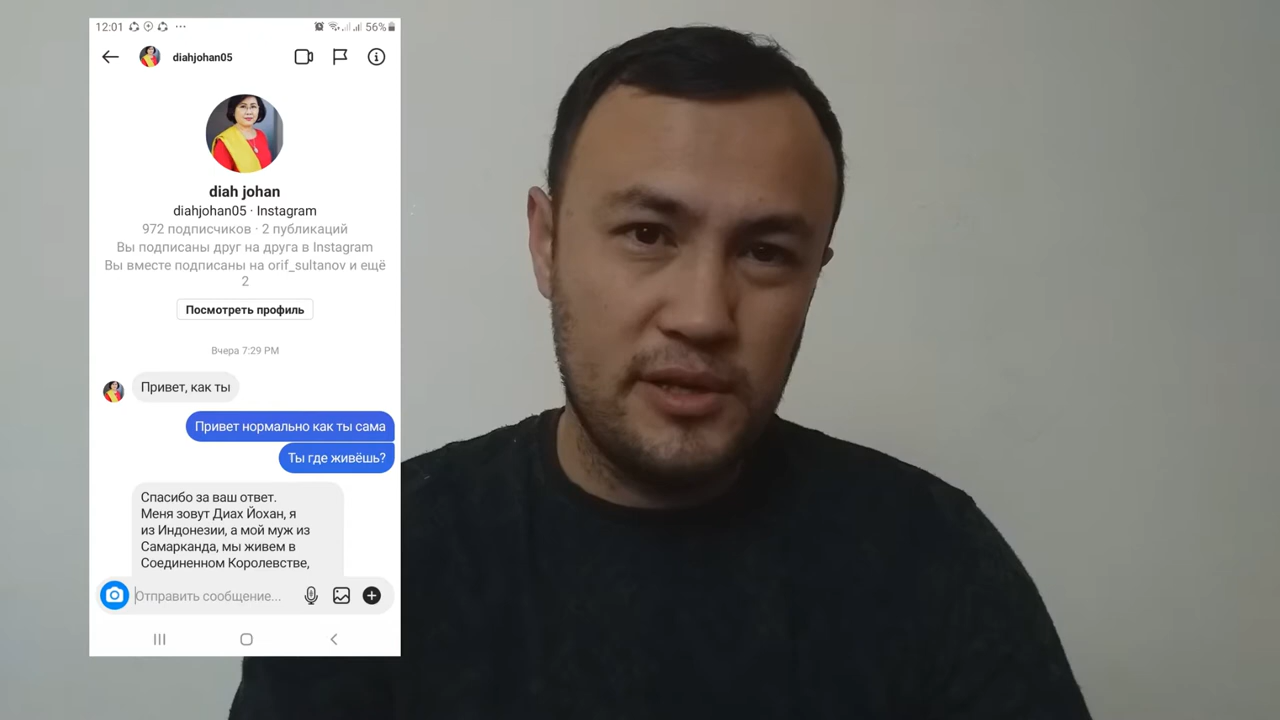 12:01
56%
diahjohan05
diah johan
diahjohan05 · Instagram
972 подписчиков · 2 публикаций
Вы подписаны друг на друга в Instagram
Вы вместе подписаны на orif_sultanov и ещё
2
Посмотреть профиль
Вчера 7:29 PM
Привет, как ты
Привет нормально как ты сама
Ты где живёшь?
Спасибо за ваш ответ.
Меня зовут Диах Йохан, я
из Индонезии, а мой муж из
Самарканда, мы живем в
Соединенном Королевстве,
Отправить сообщение...